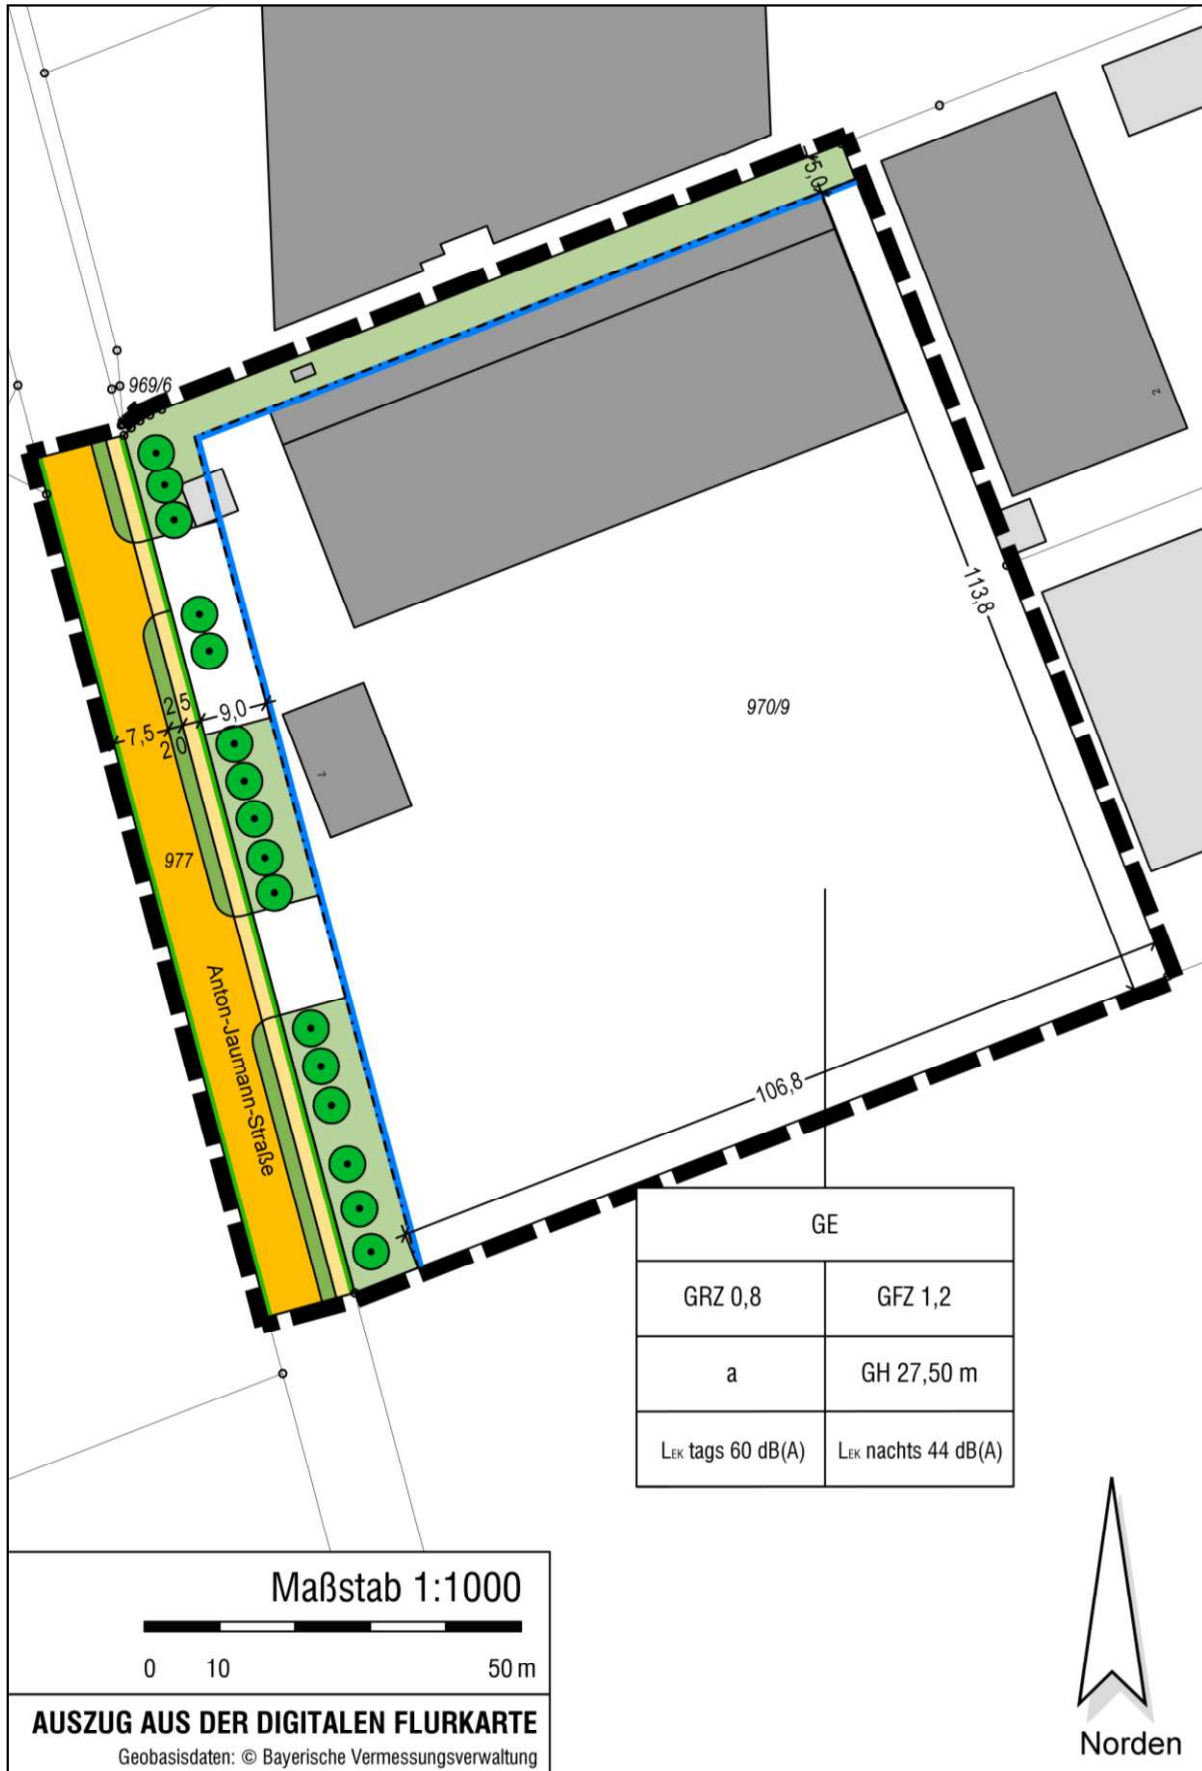 5,0
969/6
2
113,8
2,5
9,0
7,5
2,0
970/9
7
977
Anton-Jaumann-Straße
106,8
GE
GRZ 0,8 GFZ 1,2
a GH 27,50 m
LEK tags 60 dB(A) LEK nachts 44 dB(A)
Maßstab 1:1000
0 10 50 m
AUSZUG AUS DER DIGITALEN FLURKARTE
Geobasisdaten: © Bayerische Vermessungsverwaltung
Norden